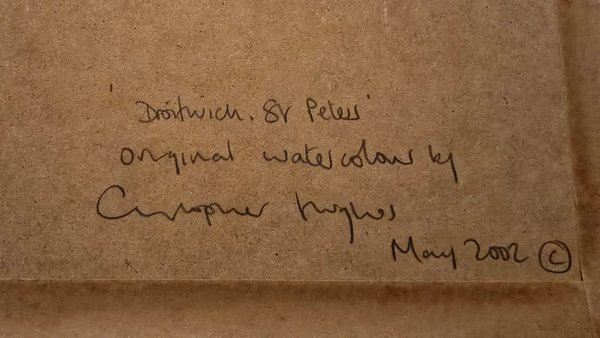 Droitwich. St Peters'
Original watercolour by
Christopher Hughes
May 2002 ©